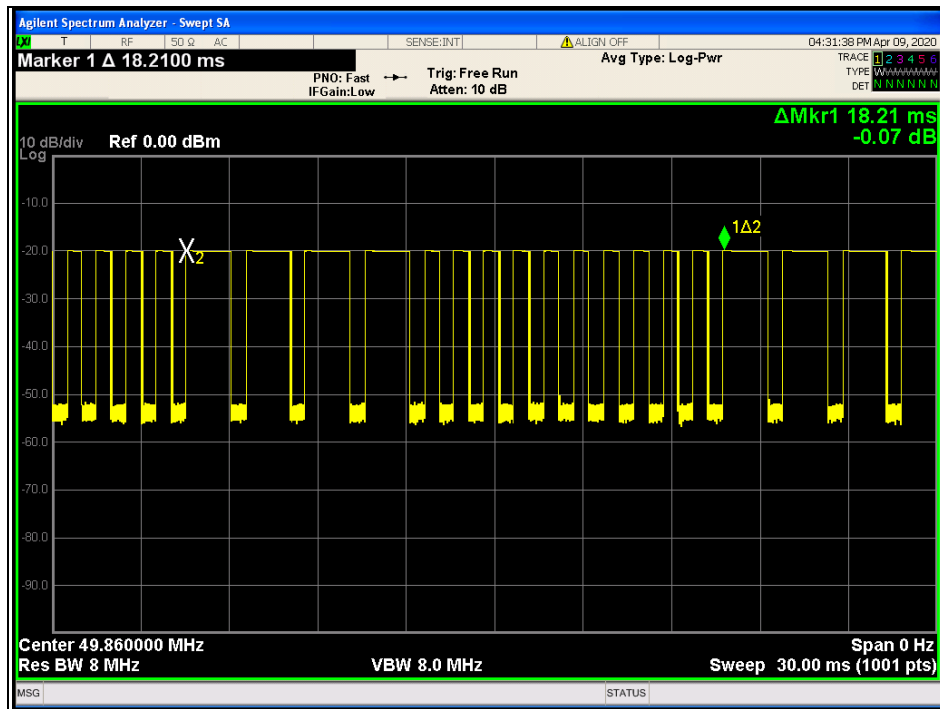 Agilent Spectrum Analyzer - Swept SA
LXI T RF 50 Ω AC SENSE:INT ALIGN OFF 04:31:38 PM Apr 09, 2020
Marker 1 Δ 18.2100 ms
PNO: Fast
IFGain:Low
Trig: Free Run
Atten: 10 dB
Avg Type: Log-Pwr
TRACE 1 2 3 4 5 6
TYPE W
DET N N N N N N
ΔMkr1 18.21 ms
-0.07 dB
10 dB/div Ref 0.00 dBm
Log
-10.0
-20.0
-30.0
-40.0
-50.0
-60.0
-70.0
-80.0
-90.0
X2
1Δ2
Center 49.860000 MHz Span 0 Hz
Res BW 8 MHz VBW 8.0 MHz Sweep 30.00 ms (1001 pts)
MSG STATUS